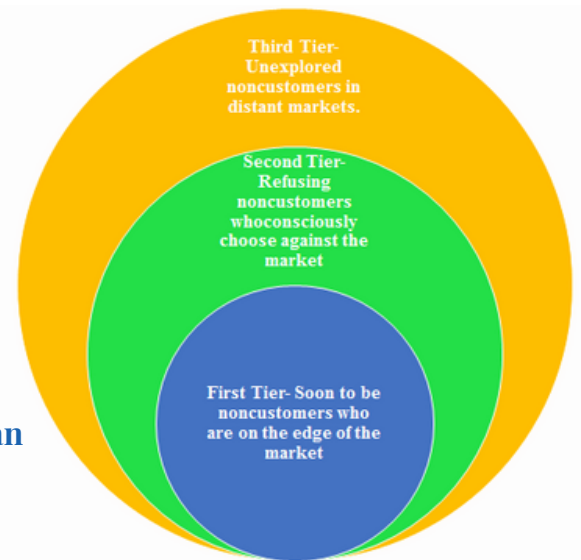 Third Tier-
Unexplored
noncustomers in
distant markets.
Second Tier-
Refusing
noncustomers
whoconsciously
choose against the
market
First Tier- Soon to be
noncustomers who
are on the edge of the
market